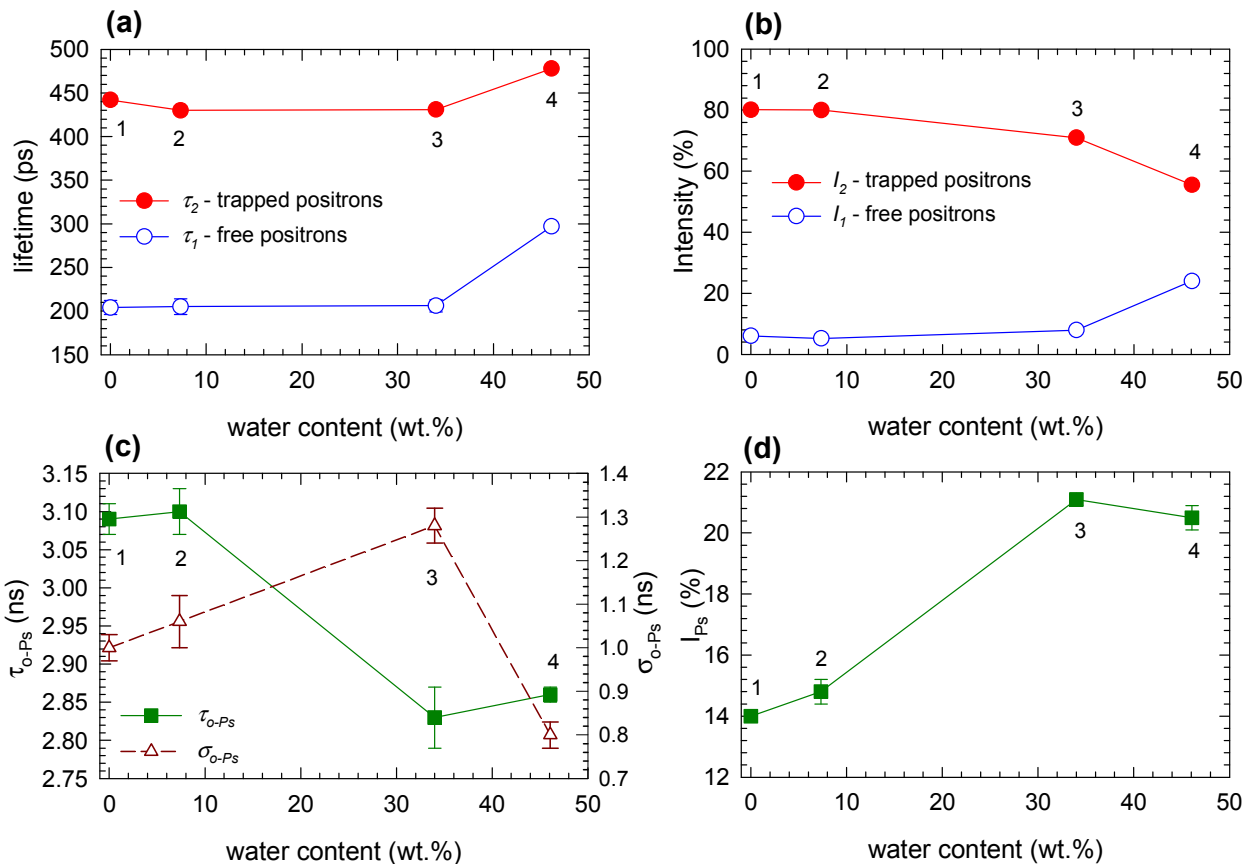 (a)
500
450
400
350
300
250
200
150
lifetime (ps)
1
2
3
4
τ2 - trapped positrons
τ1 - free positrons
0 10 20 30 40 50
water content (wt.%)
(b)
100
80
60
40
20
0
Intensity (%)
1
2
3
4
I2 - trapped positrons
I1 - free positrons
0 10 20 30 40 50
water content (wt.%)
(c)
3.15
3.10
3.05
3.00
2.95
2.90
2.85
2.80
2.75
τo-Ps (ns)
1
2
3
4
τo-Ps
σo-Ps
1.4
1.3
1.2
1.1
1.0
0.9
0.8
0.7
σo-Ps (ns)
0 10 20 30 40 50
water content (wt.%)
(d)
22
20
18
16
14
12
IPs (%)
1
2
3
4
0 10 20 30 40 50
water content (wt.%)